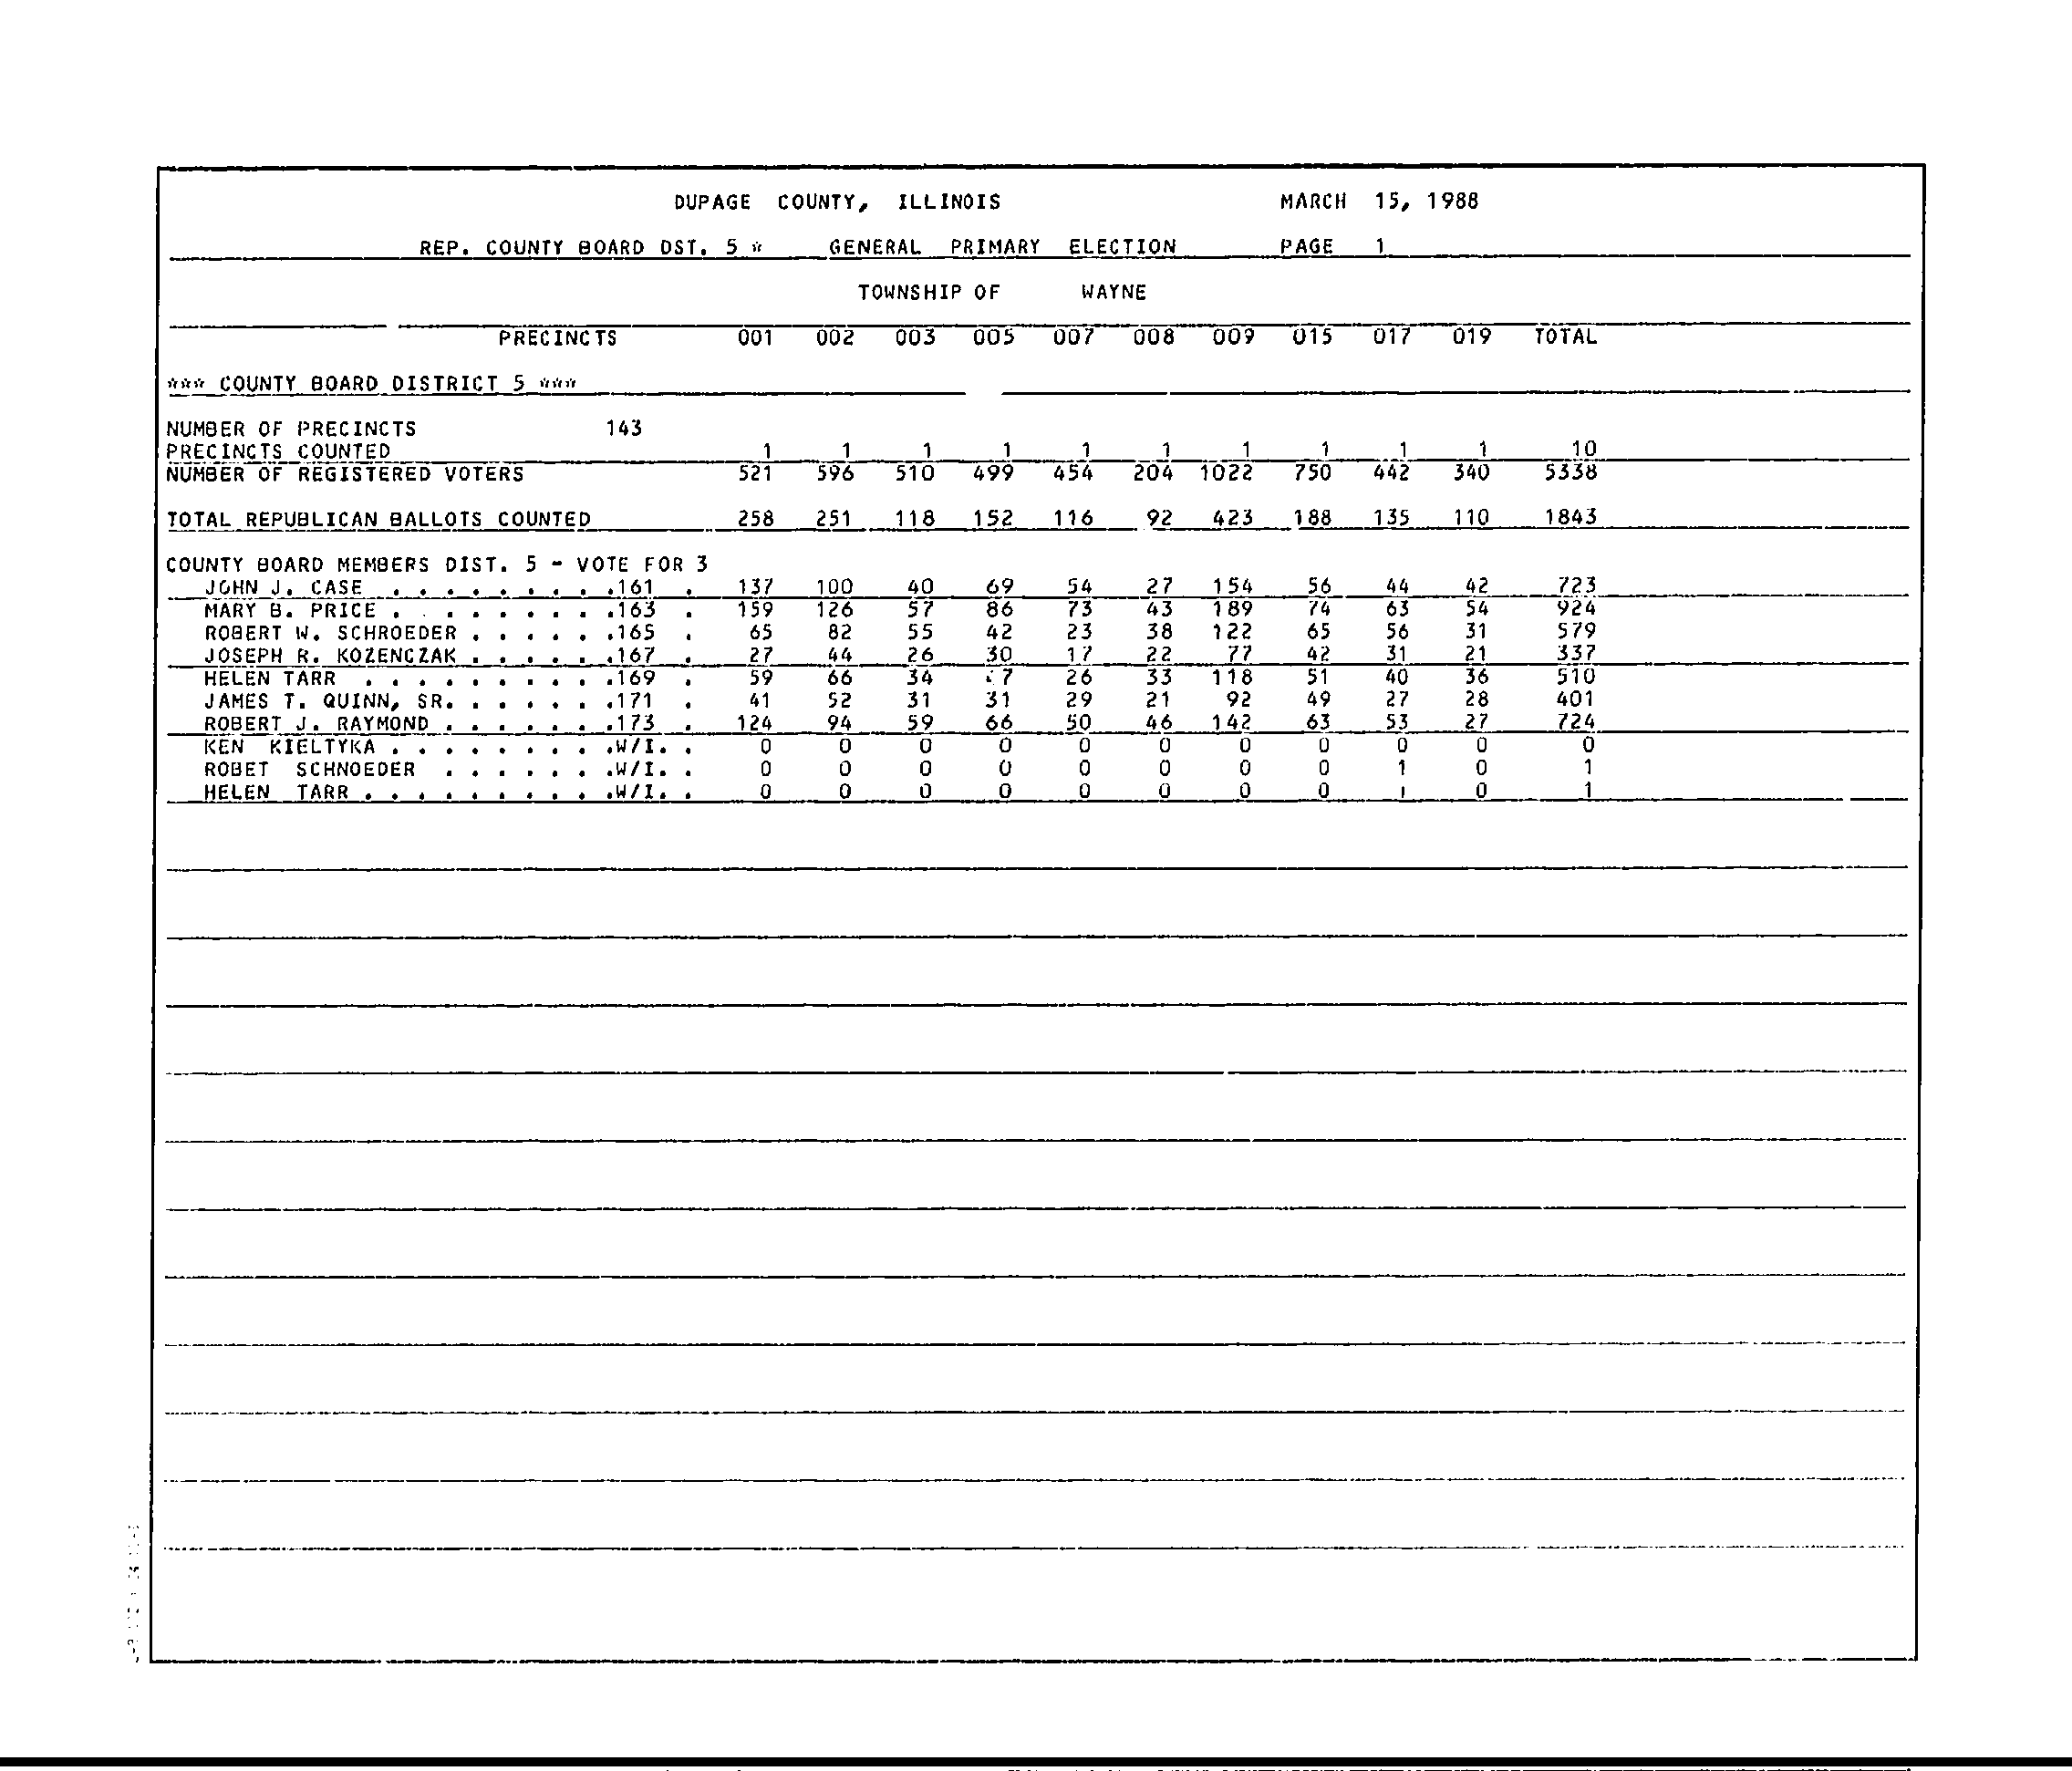 DUPAGE COUNTY, ILLINOIS MARCH 15, 1988
REP. COUNTY BOARD DST. 5 * GENERAL PRIMARY ELECTION PAGE 1
TOWNSHIP OF WAYNE
PRECINCTS 001 002 003 005 007 008 009 015 017 019 TOTAL
*** COUNTY BOARD DISTRICT 5 ***
NUMBER OF PRECINCTS 143
PRECINCTS COUNTED 1 1 1 1 1 1 1 1 1 1 10
NUMBER OF REGISTERED VOTERS 521 596 510 499 454 204 1022 750 442 340 5338
TOTAL REPUBLICAN BALLOTS COUNTED 258 251 118 152 116 92 423 188 135 110 1843
COUNTY BOARD MEMBERS DIST. 5 - VOTE FOR 3
JOHN J. CASE . . . . . . . . .161 . 137 100 40 69 54 27 154 56 44 42 723
MARY B. PRICE . . . . . . . . .163 . 159 126 57 86 73 43 189 74 63 54 924
ROBERT W. SCHROEDER . . . . . .165 . 65 82 55 42 23 38 122 65 56 31 579
JOSEPH R. KOZENCZAK . . . . . .167 . 27 44 26 30 17 22 77 42 31 21 337
HELEN TARR . . . . . . . . . .169 . 59 66 34 26 33 118 51 40 36 510
JAMES T. QUINN, SR. . . . . . .171 . 41 52 31 31 29 21 92 49 27 28 401
ROBERT J. RAYMOND . . . . . . .173 . 124 94 59 66 50 46 142 63 53 27 724
KEN KIELTYKA . . . . . . . . .W/I. . 0 0 0 0 0 0 0 0 0 0 0
ROBET SCHNOEDER . . . . . . .W/I. . 0 0 0 0 0 0 0 0 1 0 1
HELEN TARR . . . . . . . . . .W/I. . 0 0 0 0 0 0 0 0 1 0 1